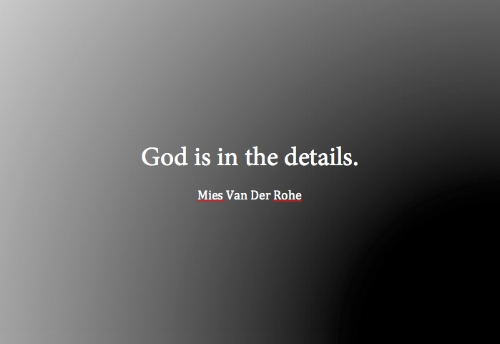 God is in the details.
Mies Van Der Rohe